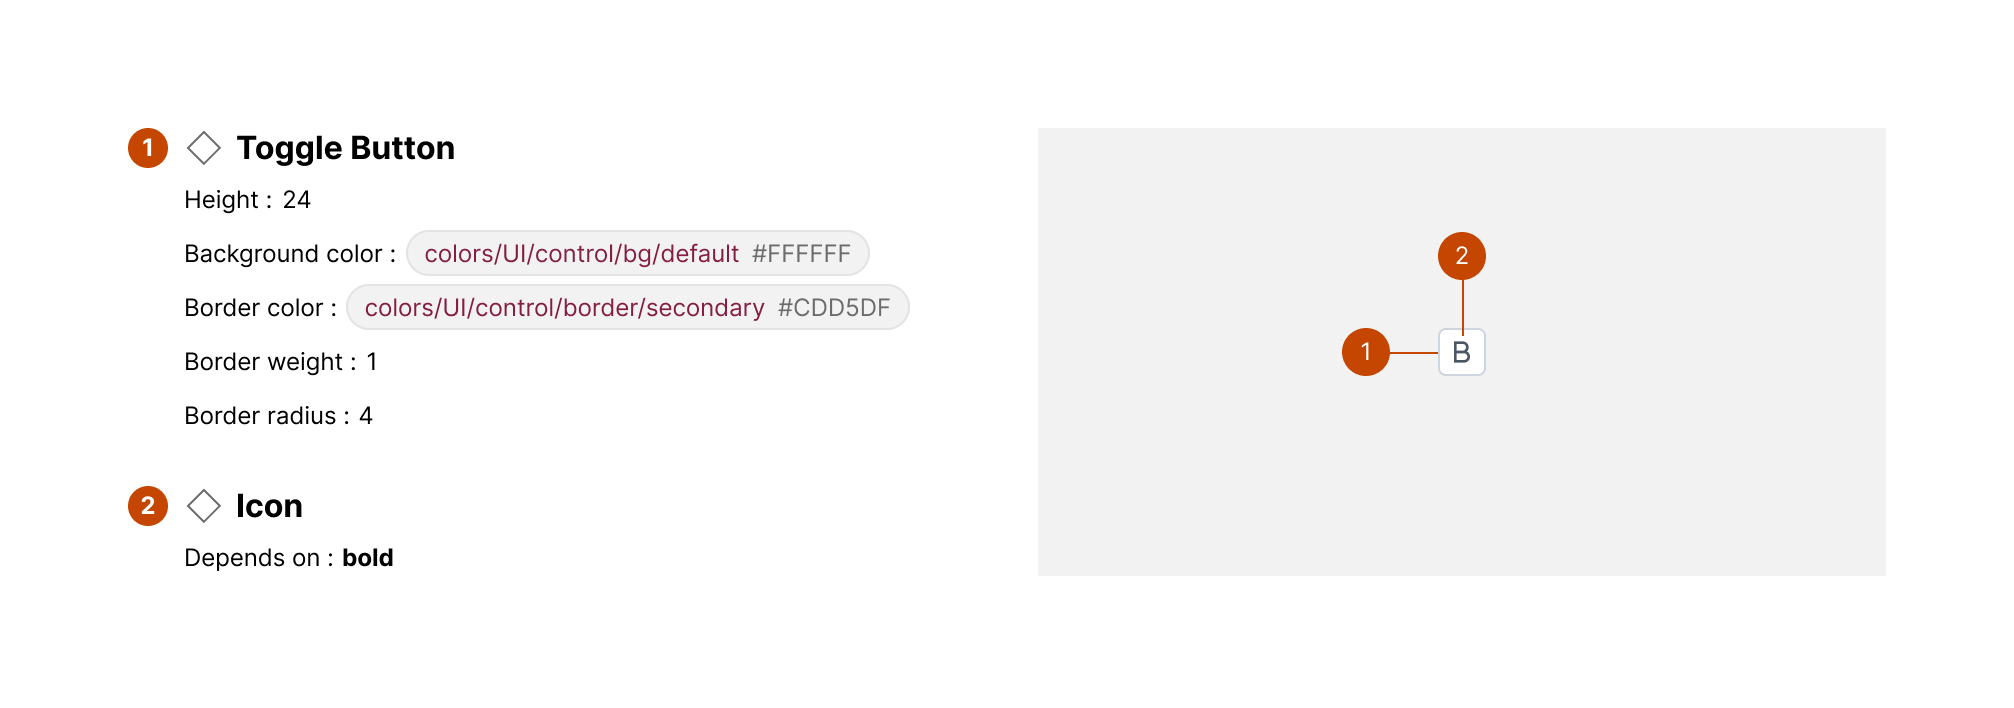 1 Toggle Button
Height : 24
Background color : colors/UI/control/bg/default #FFFFFF
Border color : colors/UI/control/border/secondary #CDD5DF
Border weight : 1
Border radius : 4
2 Icon
Depends on : bold
2
1 B